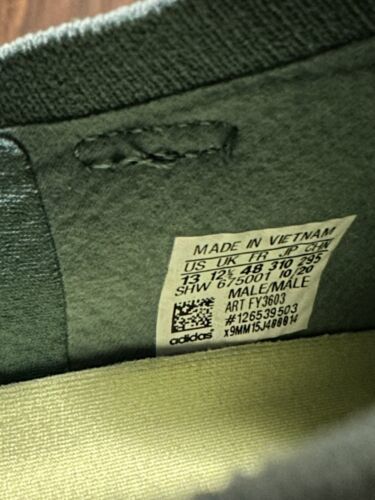 MADE IN VIETNAM
US UK FR JP CHN
13 12½ 48 310 295
SHW 675001 10/20
MALE/MALE
ART FY3603
#126539503
adidas x9MM15J400014